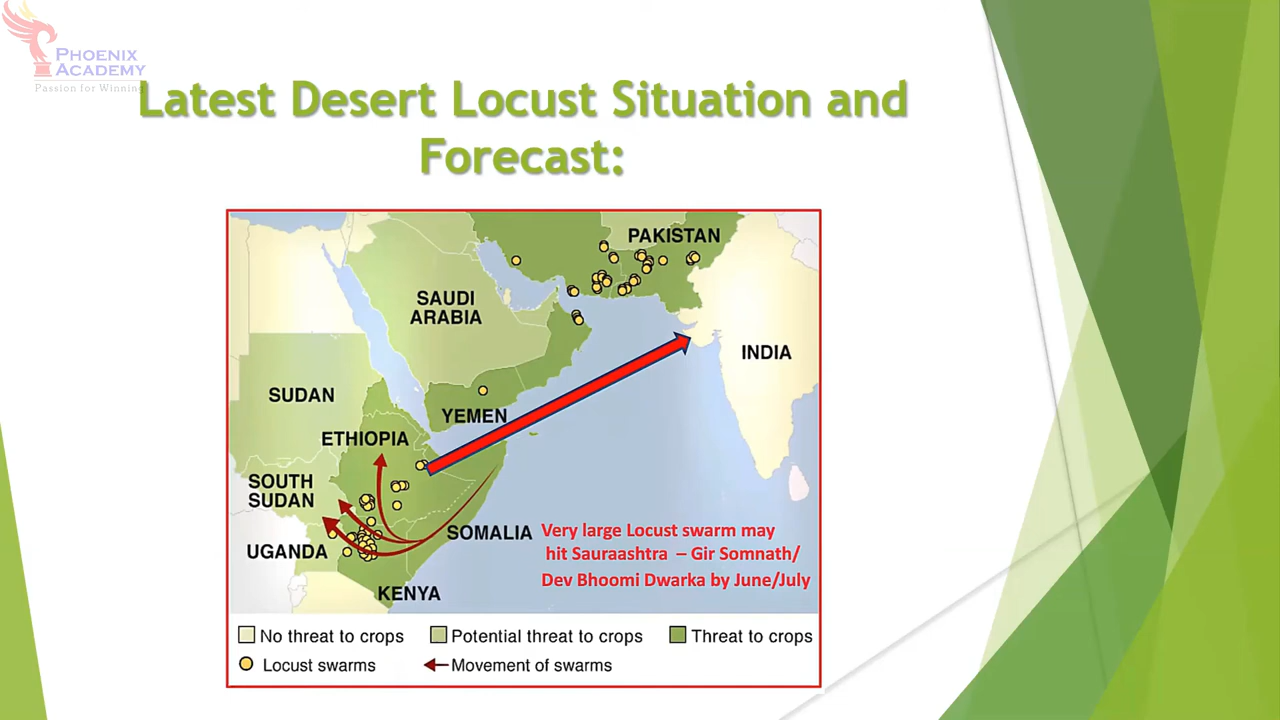 PHOENIX
ACADEMY
Passion for Winning
Latest Desert Locust Situation and
Forecast:
PAKISTAN
SAUDI
ARABIA
INDIA
SUDAN
YEMEN
ETHIOPIA
SOUTH
SUDAN
SOMALIA
Very large Locust swarm may
hit Sauraashtra – Gir Somnath/
Dev Bhoomi Dwarka by June/July
UGANDA
KENYA
No threat to crops
Potential threat to crops
Threat to crops
Locust swarms
Movement of swarms